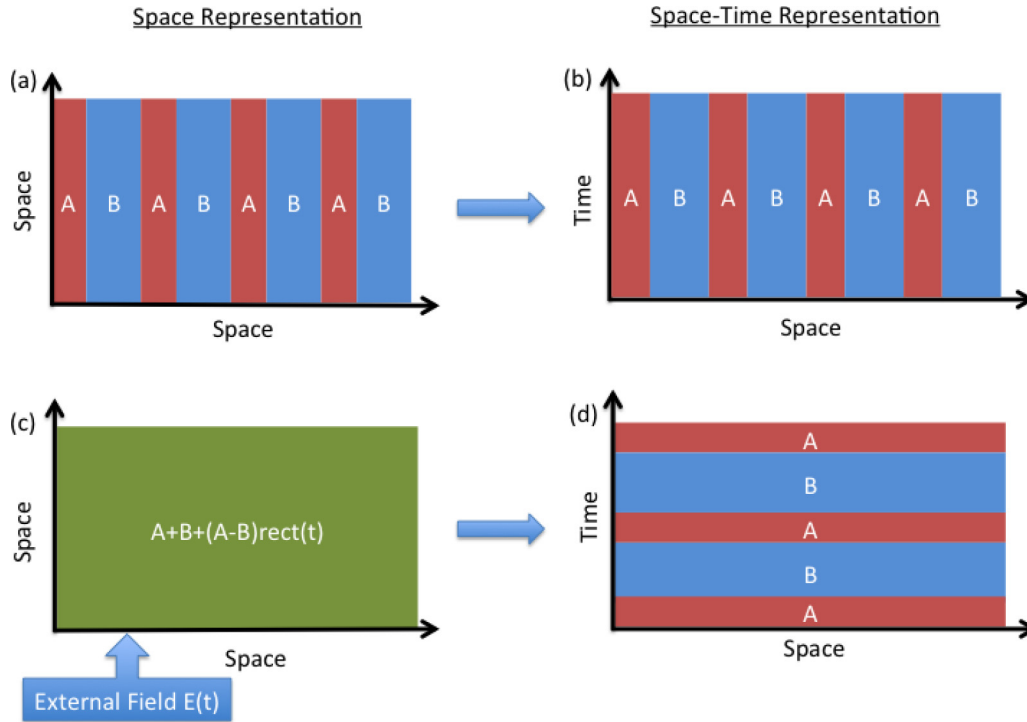 Space Representation
Space-Time Representation
(a)
Space
A B A B A B A B
Space
(b)
Time
A B A B A B A B
Space
(c)
Space
A+B+(A-B)rect(t)
Space
External Field E(t)
(d)
Time
A
B
A
B
A
Space